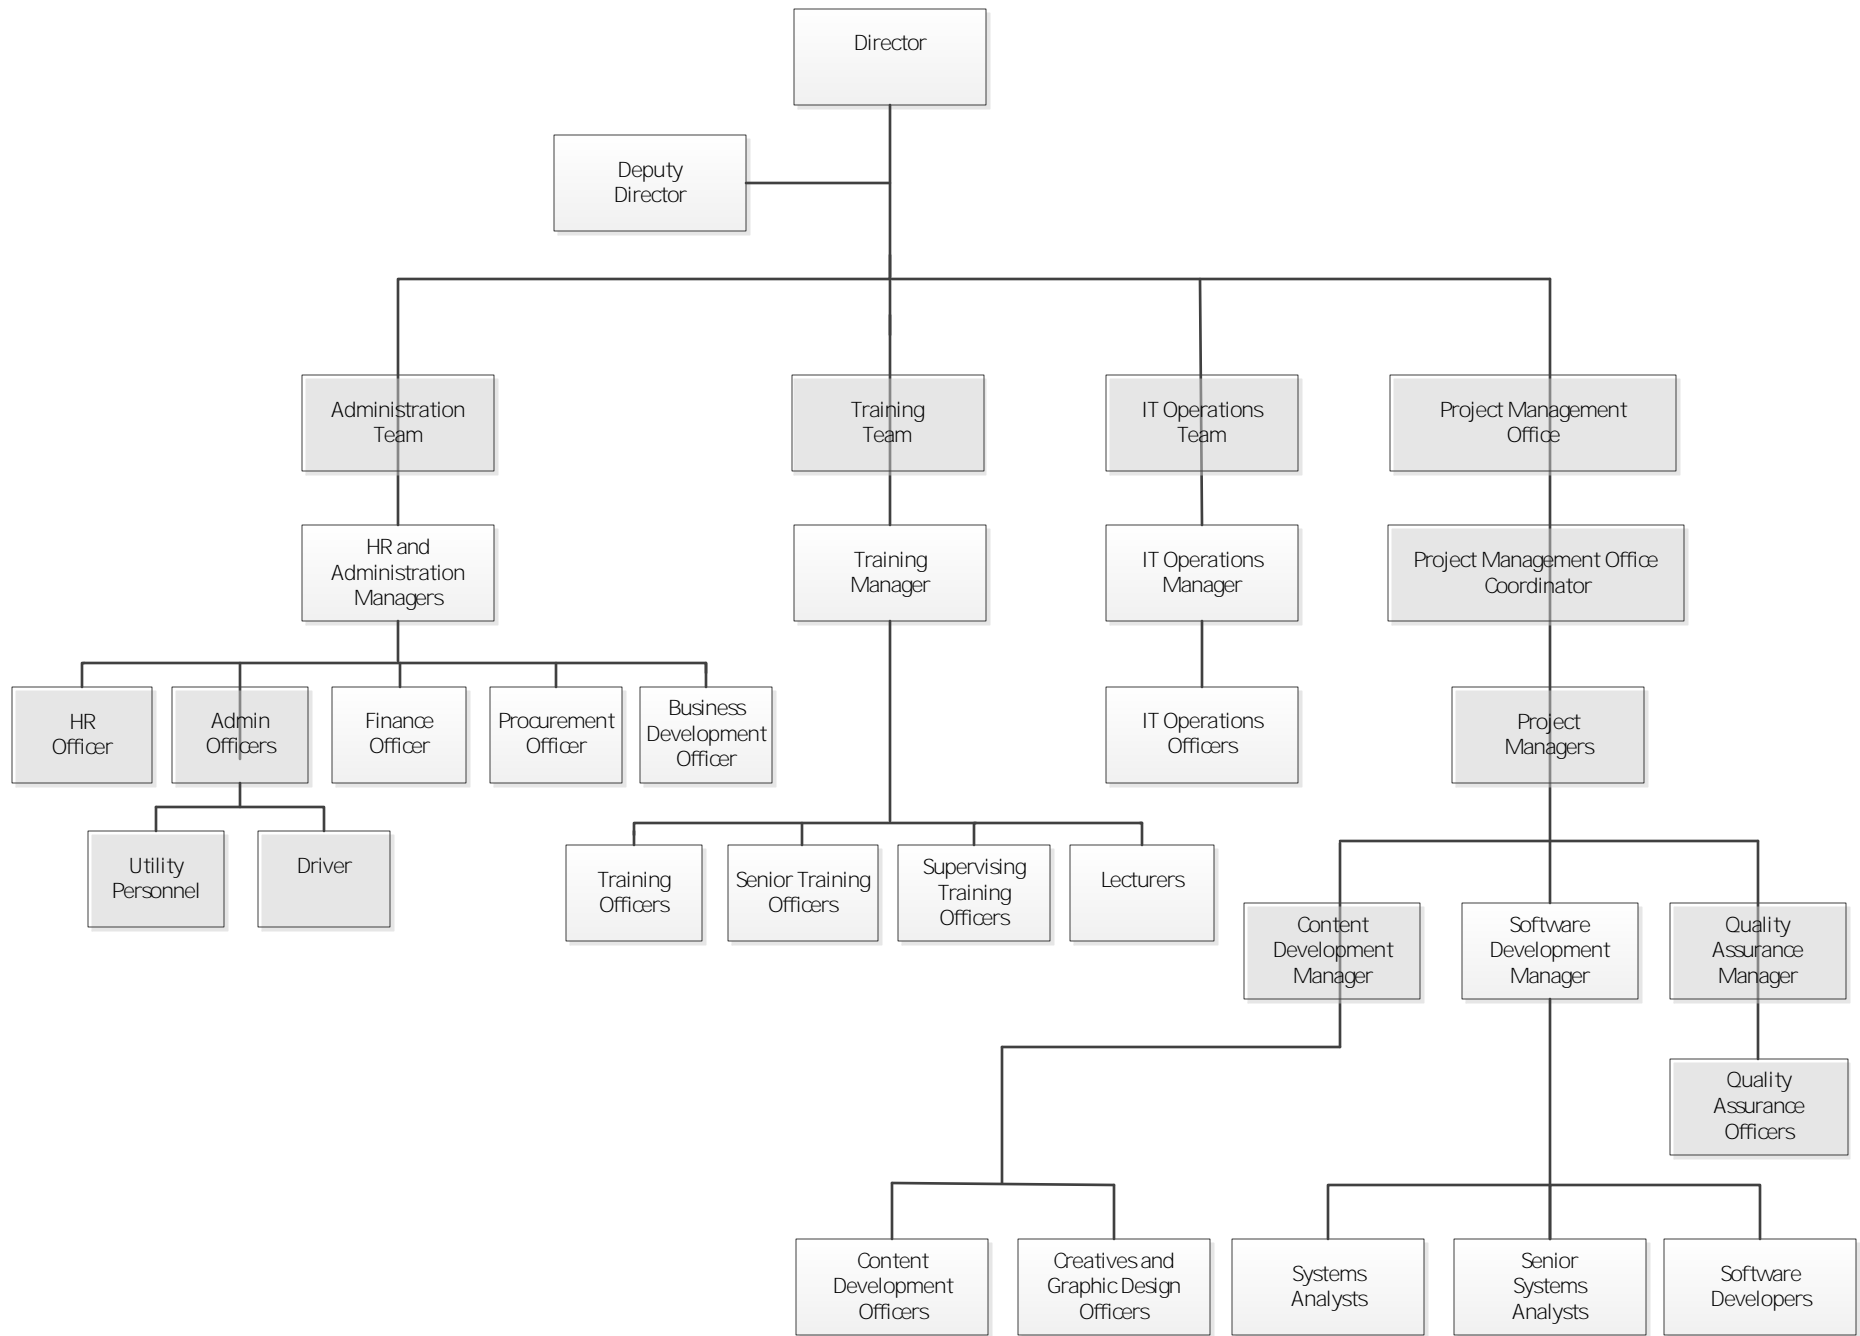 Director
Deputy
Director
Administration
Team
Training
Team
IT Operations
Team
Project Management
Office
HR and
Administration
Managers
Training
Manager
IT Operations
Manager
Project Management Office
Coordinator
HR
Officer
Admin
Officers
Finance
Officer
Procurement
Officer
Business
Development
Officer
IT Operations
Officers
Project
Managers
Utility
Personnel
Driver
Training
Officers
Senior Training
Officers
Supervising
Training
Officers
Lecturers
Content
Development
Manager
Software
Development
Manager
Quality
Assurance
Manager
Quality
Assurance
Officers
Content
Development
Officers
Creatives and
Graphic Design
Officers
Systems
Analysts
Senior
Systems
Analysts
Software
Developers